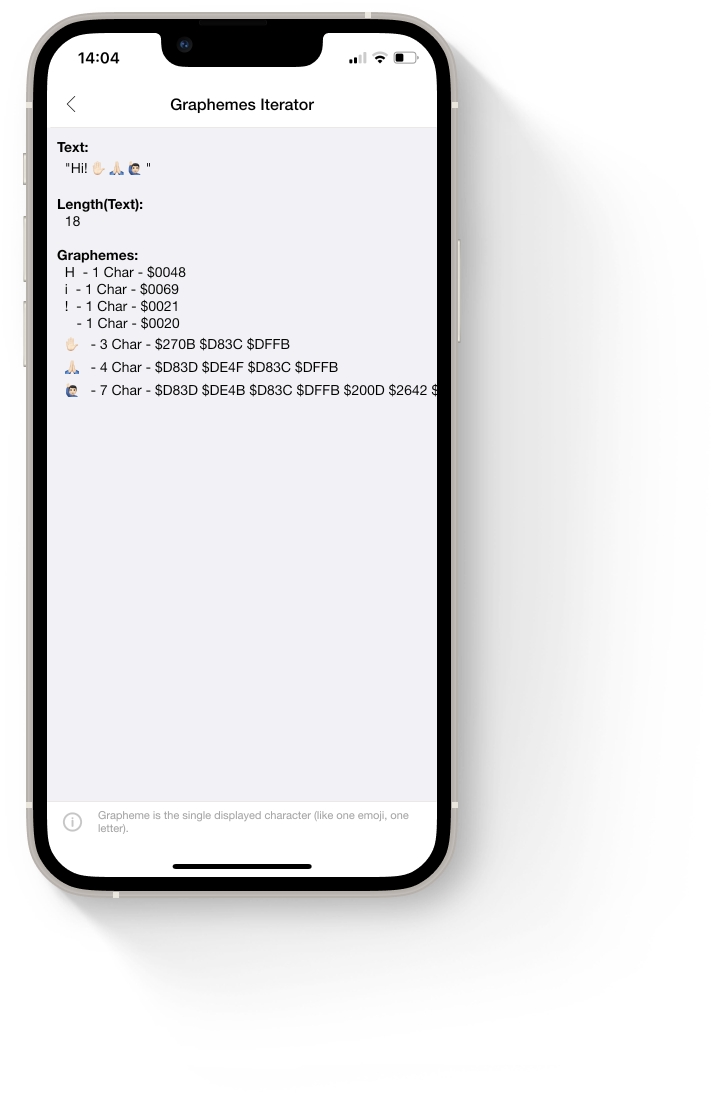 14:04
Graphemes Iterator
Text:
"Hi! ✋🏻🙏🏻🙋🏻‍♂️"
Length(Text):
18
Graphemes:
H - 1 Char - $0048
i - 1 Char - $0069
! - 1 Char - $0021
- 1 Char - $0020
✋🏻 - 3 Char - $270B $D83C $DFFB
🙏🏻 - 4 Char - $D83D $DE4F $D83C $DFFB
🙋🏻‍♂️ - 7 Char - $D83D $DE4B $D83C $DFFB $200D $2642 $
Grapheme is the single displayed character (like one emoji, one
letter).